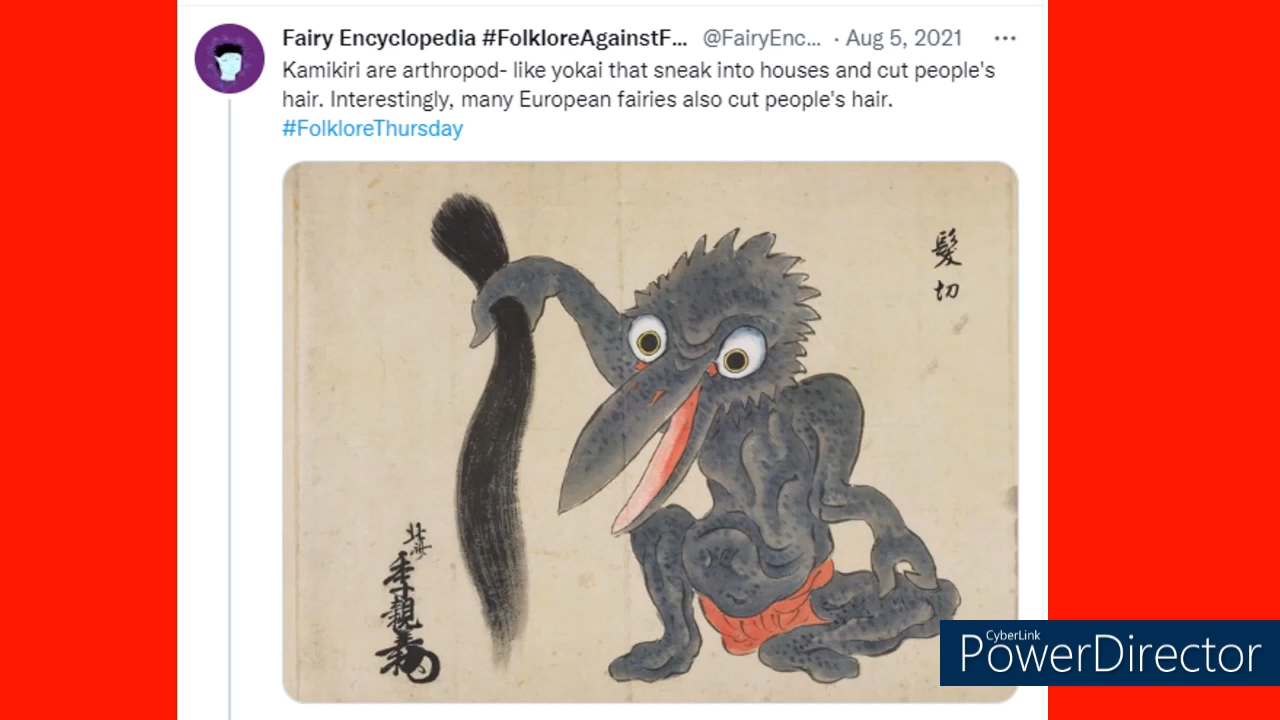 Fairy Encyclopedia #FolkloreAgainstF... @FairyEnc... · Aug 5, 2021 ···
Kamikiri are arthropod- like yokai that sneak into houses and cut people's
hair. Interestingly, many European fairies also cut people's hair.
#FolkloreThursday
髪
切
CyberLink
PowerDirector